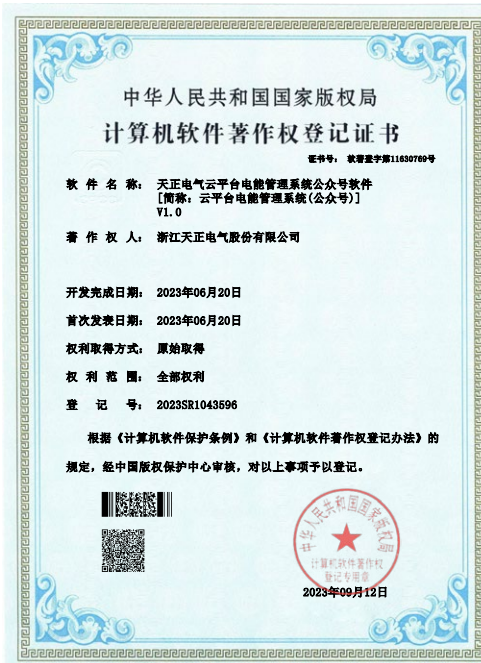 中华人民共和国国家版权局
计算机软件著作权登记证书
证书号： 软著登字第11630769号
软件名称： 天正电气云平台电能管理系统公众号软件
[简称：云平台电能管理系统(公众号)]
V1.0
著作权人： 浙江天正电气股份有限公司
开发完成日期： 2023年06月20日
首次发表日期： 2023年06月20日
权利取得方式： 原始取得
权利范围： 全部权利
登记号： 2023SR1043596
根据《计算机软件保护条例》和《计算机软件著作权登记办法》的
规定，经中国版权保护中心审核，对以上事项予以登记。
中华人民共和国国家版权局
计算机软件著作权
登记专用章
2023年09月12日